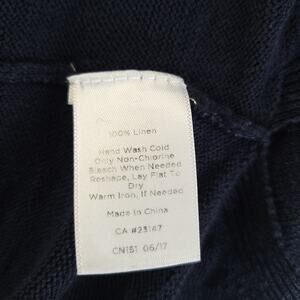 100% Linen
Hand Wash Cold
Only Non-Chlorine
Bleach When Needed
Reshape, Lay Flat To
Dry
Warm Iron, If Needed
Made In China
CA #23147
CN151 06/17